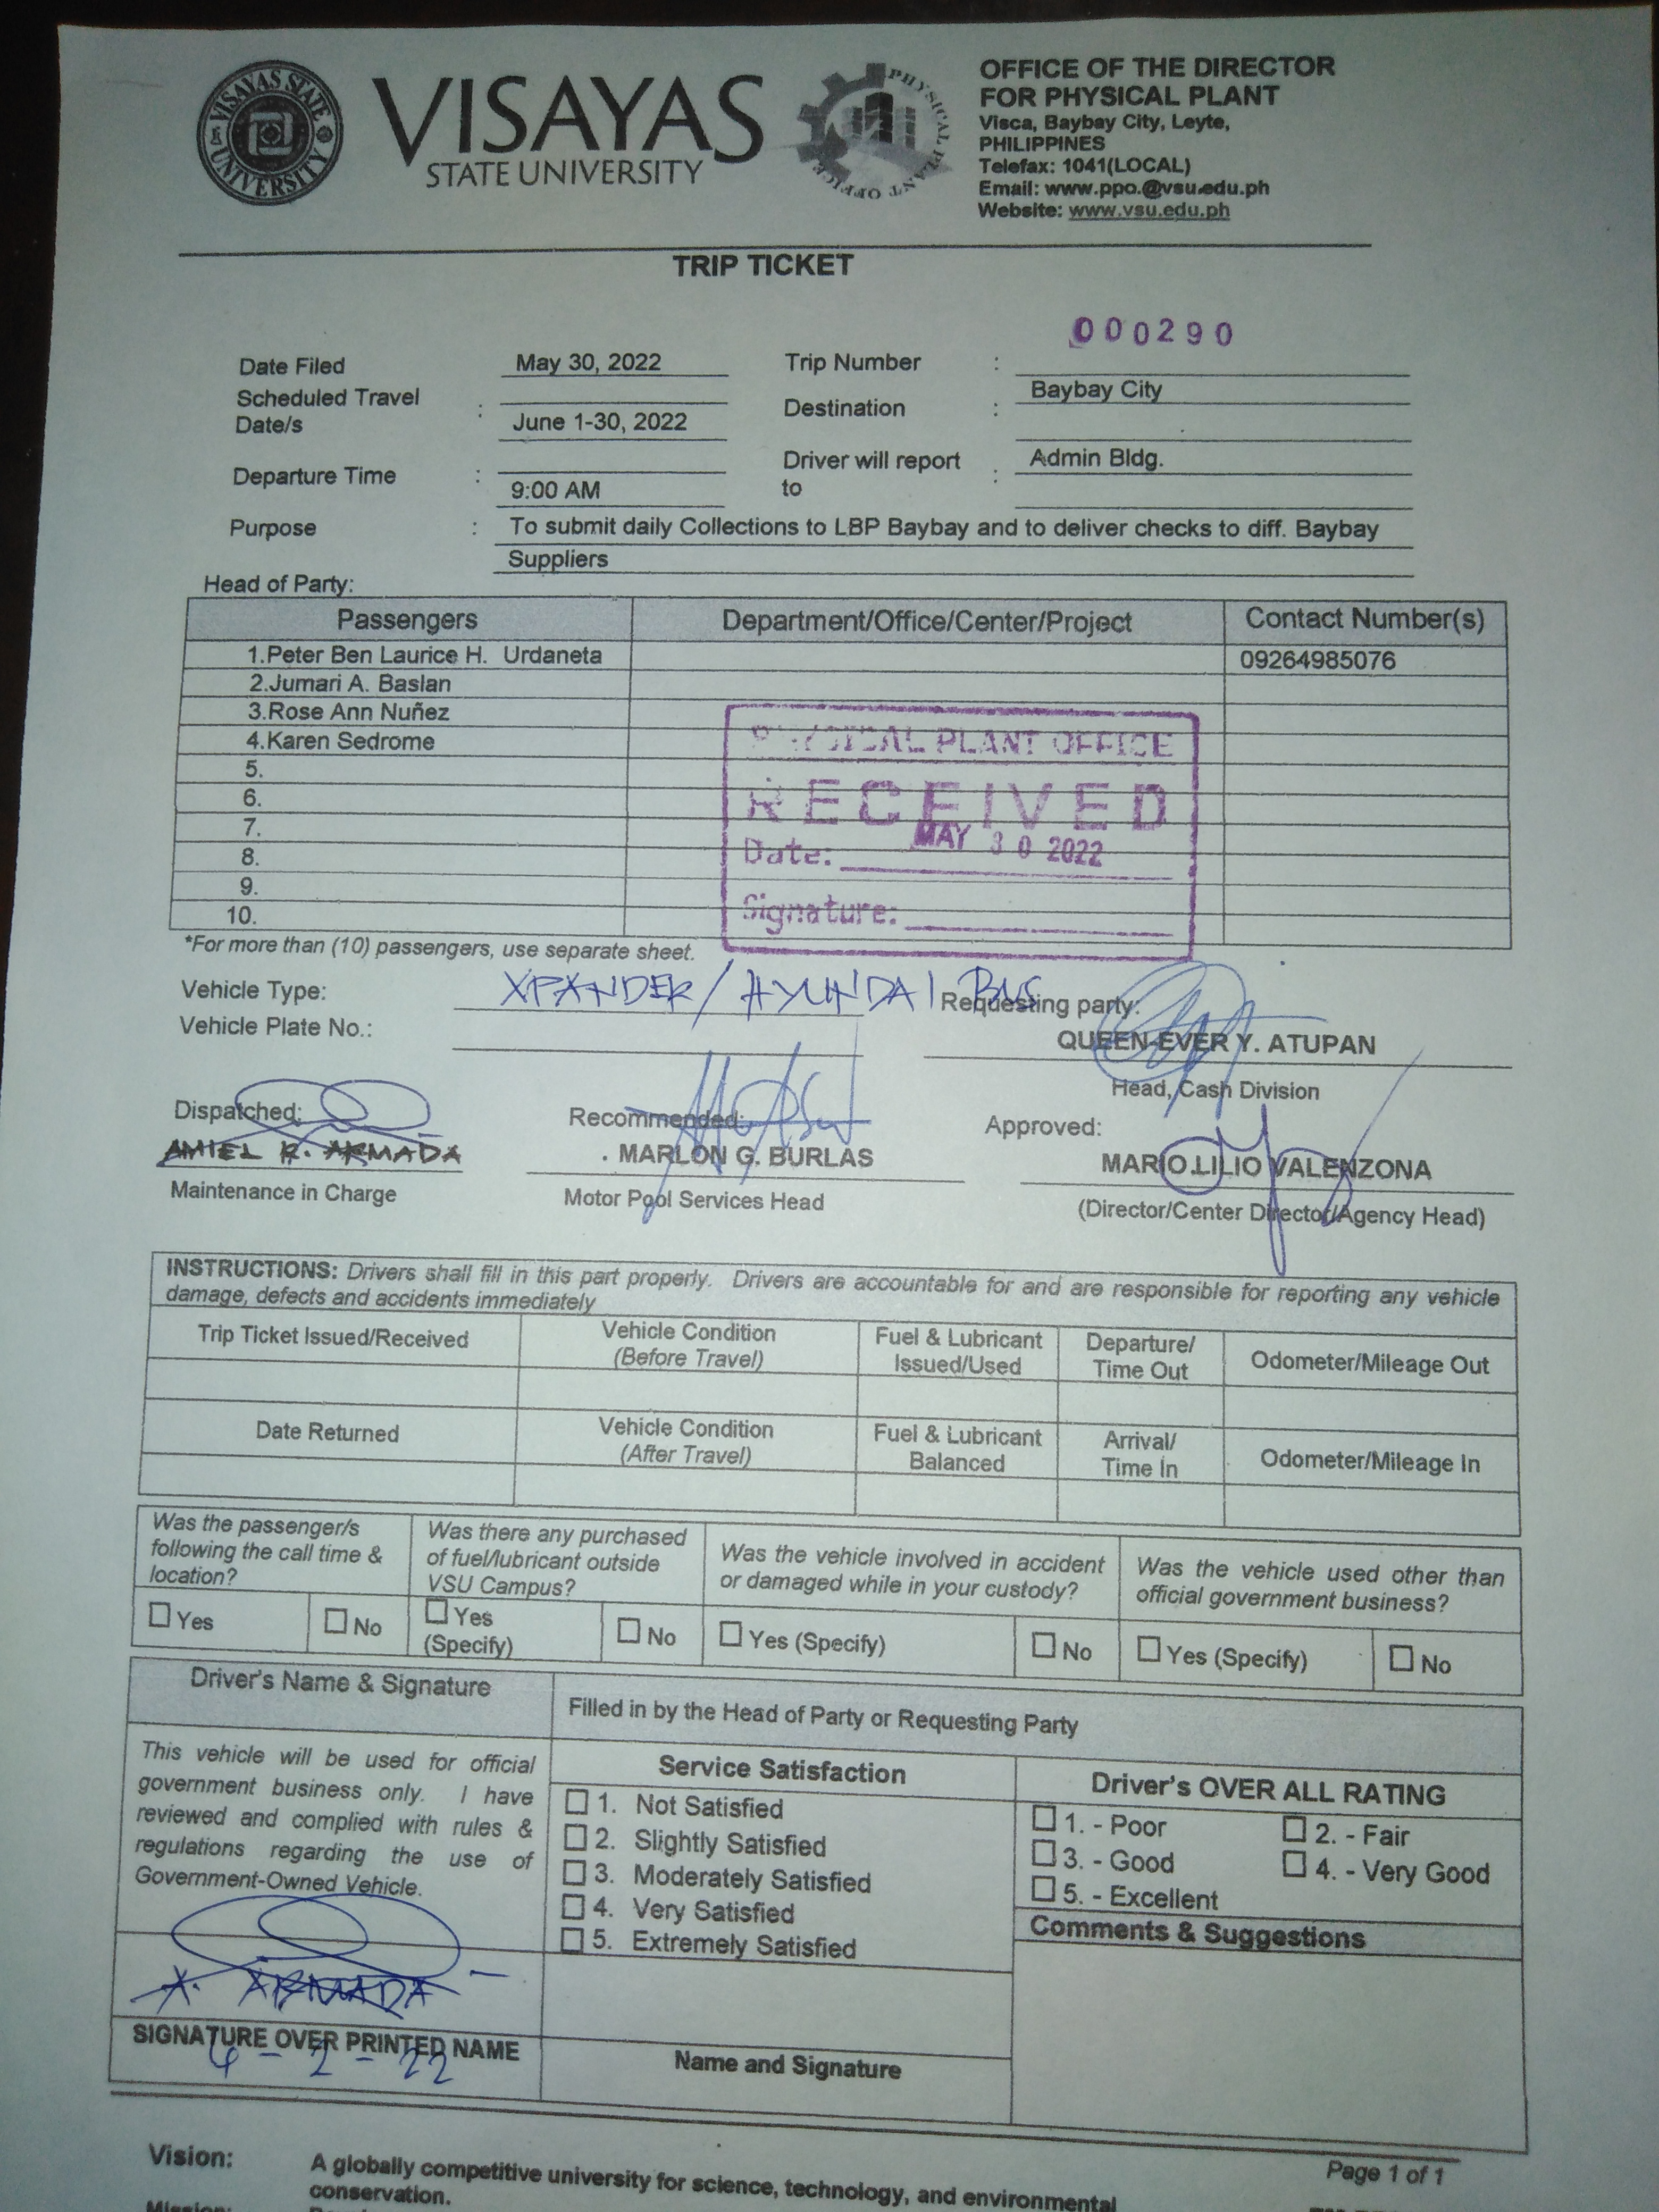 VISAYAS STATE UNIVERSITY
VISAYAS
STATE UNIVERSITY
PHYSICAL PLANT OFFICE
OFFICE OF THE DIRECTOR
FOR PHYSICAL PLANT
Visca, Baybay City, Leyte,
PHILIPPINES
Telefax: 1041(LOCAL)
Email: www.ppo.@vsu.edu.ph
Website: www.vsu.edu.ph
TRIP TICKET
000290
Date Filed May 30, 2022 Trip Number :
Scheduled Travel Date/s : June 1-30, 2022 Destination : Baybay City
Departure Time : 9:00 AM Driver will report to : Admin Bldg.
Purpose : To submit daily Collections to LBP Baybay and to deliver checks to diff. Baybay
Suppliers
Head of Party:
Passengers Department/Office/Center/Project Contact Number(s)
1.Peter Ben Laurice H. Urdaneta 09264985076
2.Jumari A. Baslan
3.Rose Ann Nuñez
4.Karen Sedrome
5.
6.
7.
8.
9.
10.
PHYSICAL PLANT OFFICE
RECEIVED
Date: MAY 30 2022
Signature:
*For more than (10) passengers, use separate sheet.
Vehicle Type: XPANDER/HYUNDAI BUS Requesting party:
Vehicle Plate No.: QUEEN-EVER Y. ATUPAN
Head, Cash Division
Dispatched: Recommended: Approved:
AMIEL R. ARMADA . MARLON G. BURLAS MARIO LILIO VALENZONA
Maintenance in Charge Motor Pool Services Head (Director/Center Director/Agency Head)
INSTRUCTIONS: Drivers shall fill in this part properly. Drivers are accountable for and are responsible for reporting any vehicle
damage, defects and accidents immediately
Trip Ticket Issued/Received Vehicle Condition (Before Travel) Fuel & Lubricant Issued/Used Departure/ Time Out Odometer/Mileage Out
Date Returned Vehicle Condition (After Travel) Fuel & Lubricant Balanced Arrival/ Time In Odometer/Mileage In
Was the passenger/s following the call time & location? Was there any purchased of fuel/lubricant outside VSU Campus? Was the vehicle involved in accident or damaged while in your custody? Was the vehicle used other than official government business?
Yes No Yes (Specify) No Yes (Specify) No Yes (Specify) No
Driver's Name & Signature Filled in by the Head of Party or Requesting Party
This vehicle will be used for official
government business only. I have
reviewed and complied with rules &
regulations regarding the use of
Government-Owned Vehicle.
A. ARMADA
SIGNATURE OVER PRINTED NAME
6-2-22
Service Satisfaction
1. Not Satisfied
2. Slightly Satisfied
3. Moderately Satisfied
4. Very Satisfied
5. Extremely Satisfied
Name and Signature
Driver's OVER ALL RATING
1. - Poor 2. - Fair
3. - Good 4. - Very Good
5. - Excellent
Comments & Suggestions
Page 1 of 1
Vision: A globally competitive university for science, technology, and environmental
conservation.
Mission: